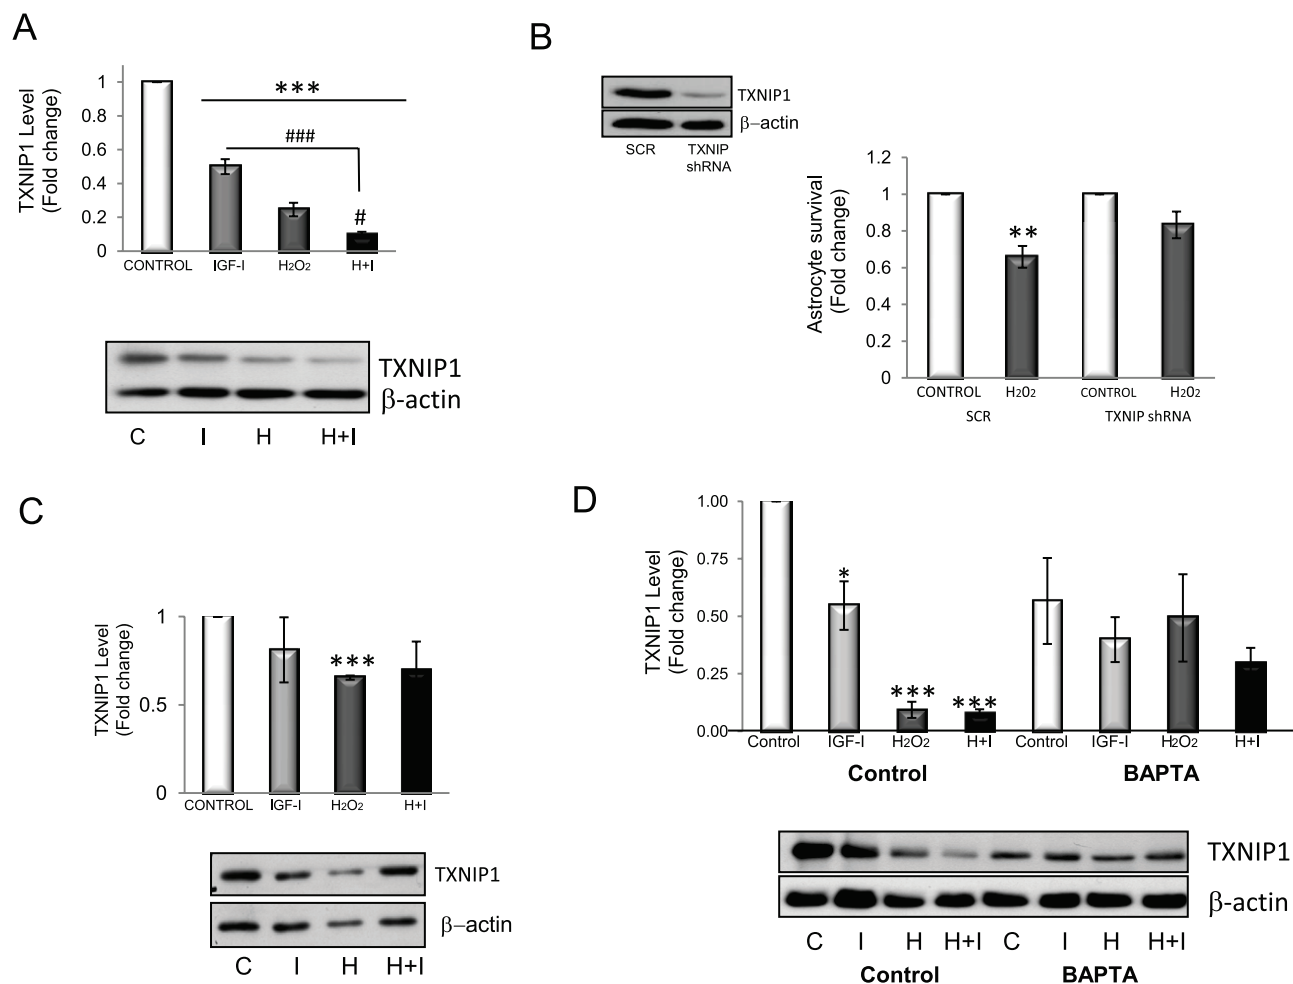 A
TXNIP1 Level
(Fold change)
1
0.8
0.6
0.4
0.2
0
***
###
#
CONTROL IGF-I H2O2 H+I
TXNIP1
β-actin
C I H H+I
B
TXNIP1
β-actin
SCR TXNIP
shRNA
Astrocyte survival
(Fold change)
1.2
1
0.8
0.6
0.4
0.2
0
**
CONTROL H2O2 CONTROL H2O2
SCR TXNIP shRNA
C
TXNIP1 Level
(Fold change)
1
0.5
0
***
CONTROL IGF-I H2O2 H+I
TXNIP1
β-actin
C I H H+I
D
TXNIP1 Level
(Fold change)
1.00
0.75
0.50
0.25
0.00
*
*** ***
Control IGF-I H2O2 H+I Control IGF-I H2O2 H+I
Control BAPTA
TXNIP1
β-actin
C I H H+I C I H H+I
Control BAPTA